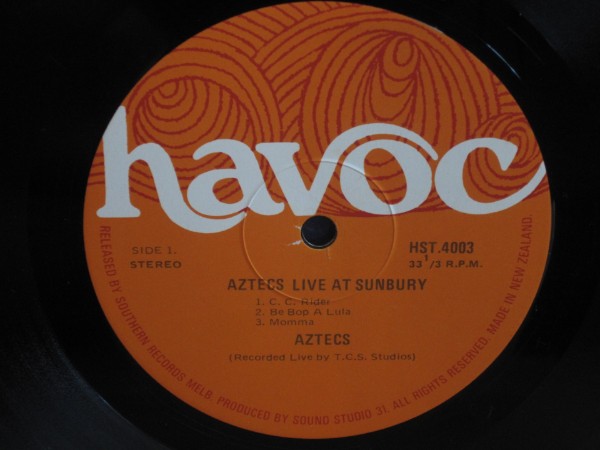 havoc
SIDE 1.
STEREO
HST.4003
33 1/3 R.P.M.
AZTECS LIVE AT SUNBURY
1. C. C. Rider
2. Be Bop A Lula
3. Momma
AZTECS
(Recorded Live by T.C.S. Studios)
RELEASED BY SOUTHERN RECORDS MELB. PRODUCED BY SOUND STUDIO 31. ALL RIGHTS RESERVED. MADE IN NEW ZEALAND.